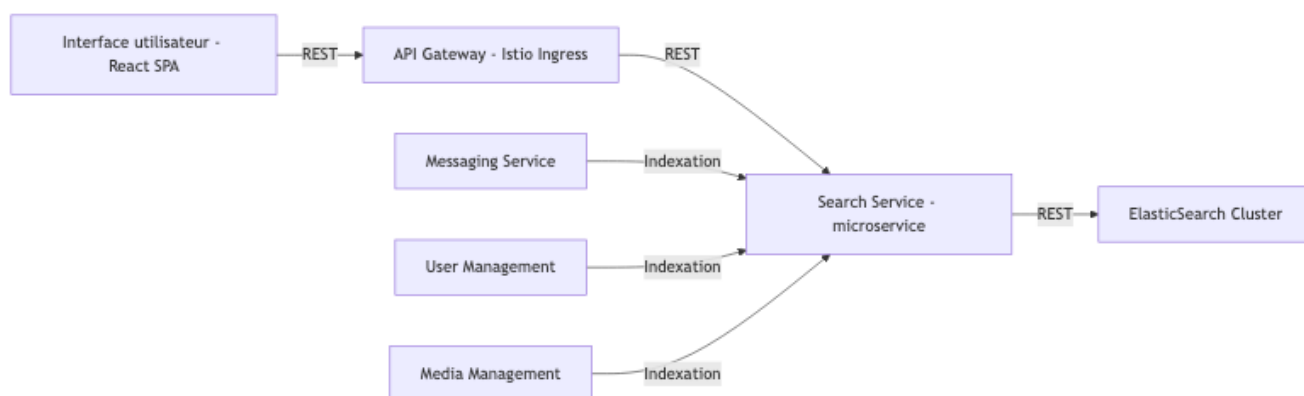 Interface utilisateur -
React SPA
REST
API Gateway - Istio Ingress
REST
Messaging Service
Indexation
User Management
Indexation
Media Management
Indexation
Search Service -
microservice
REST
ElasticSearch Cluster